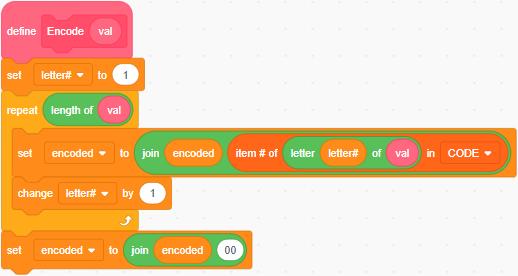 define Encode val
set letter# to 1
repeat length of val
set encoded to join encoded item # of letter letter# of val in CODE
change letter# by 1
set encoded to join encoded 00